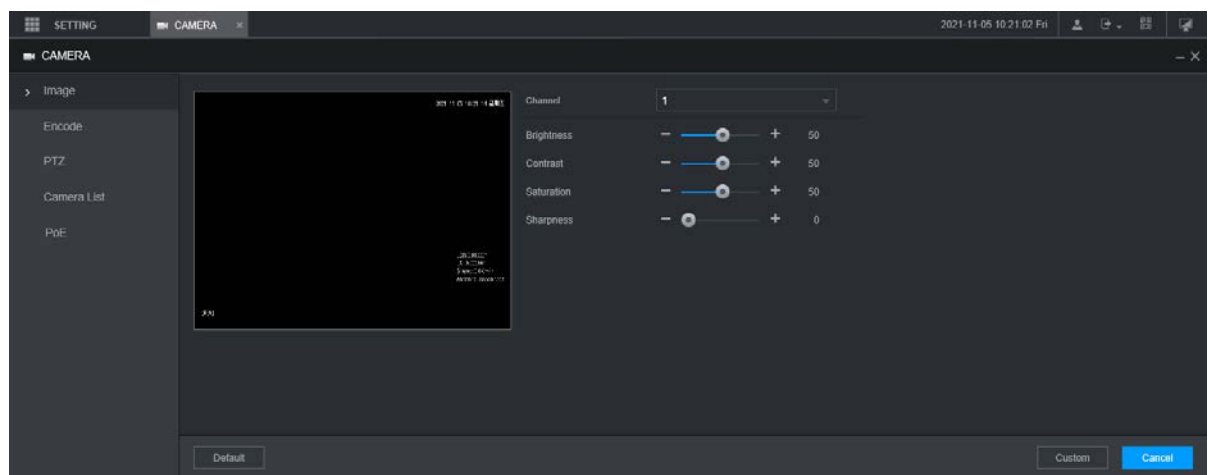 SETTING
CAMERA
2021-11-05 10:21:02 Fri
CAMERA
Image
Encode
PTZ
Camera List
PoE
Channel 1
Brightness 50
Contrast 50
Saturation 50
Sharpness 0
Default
Custom
Cancel